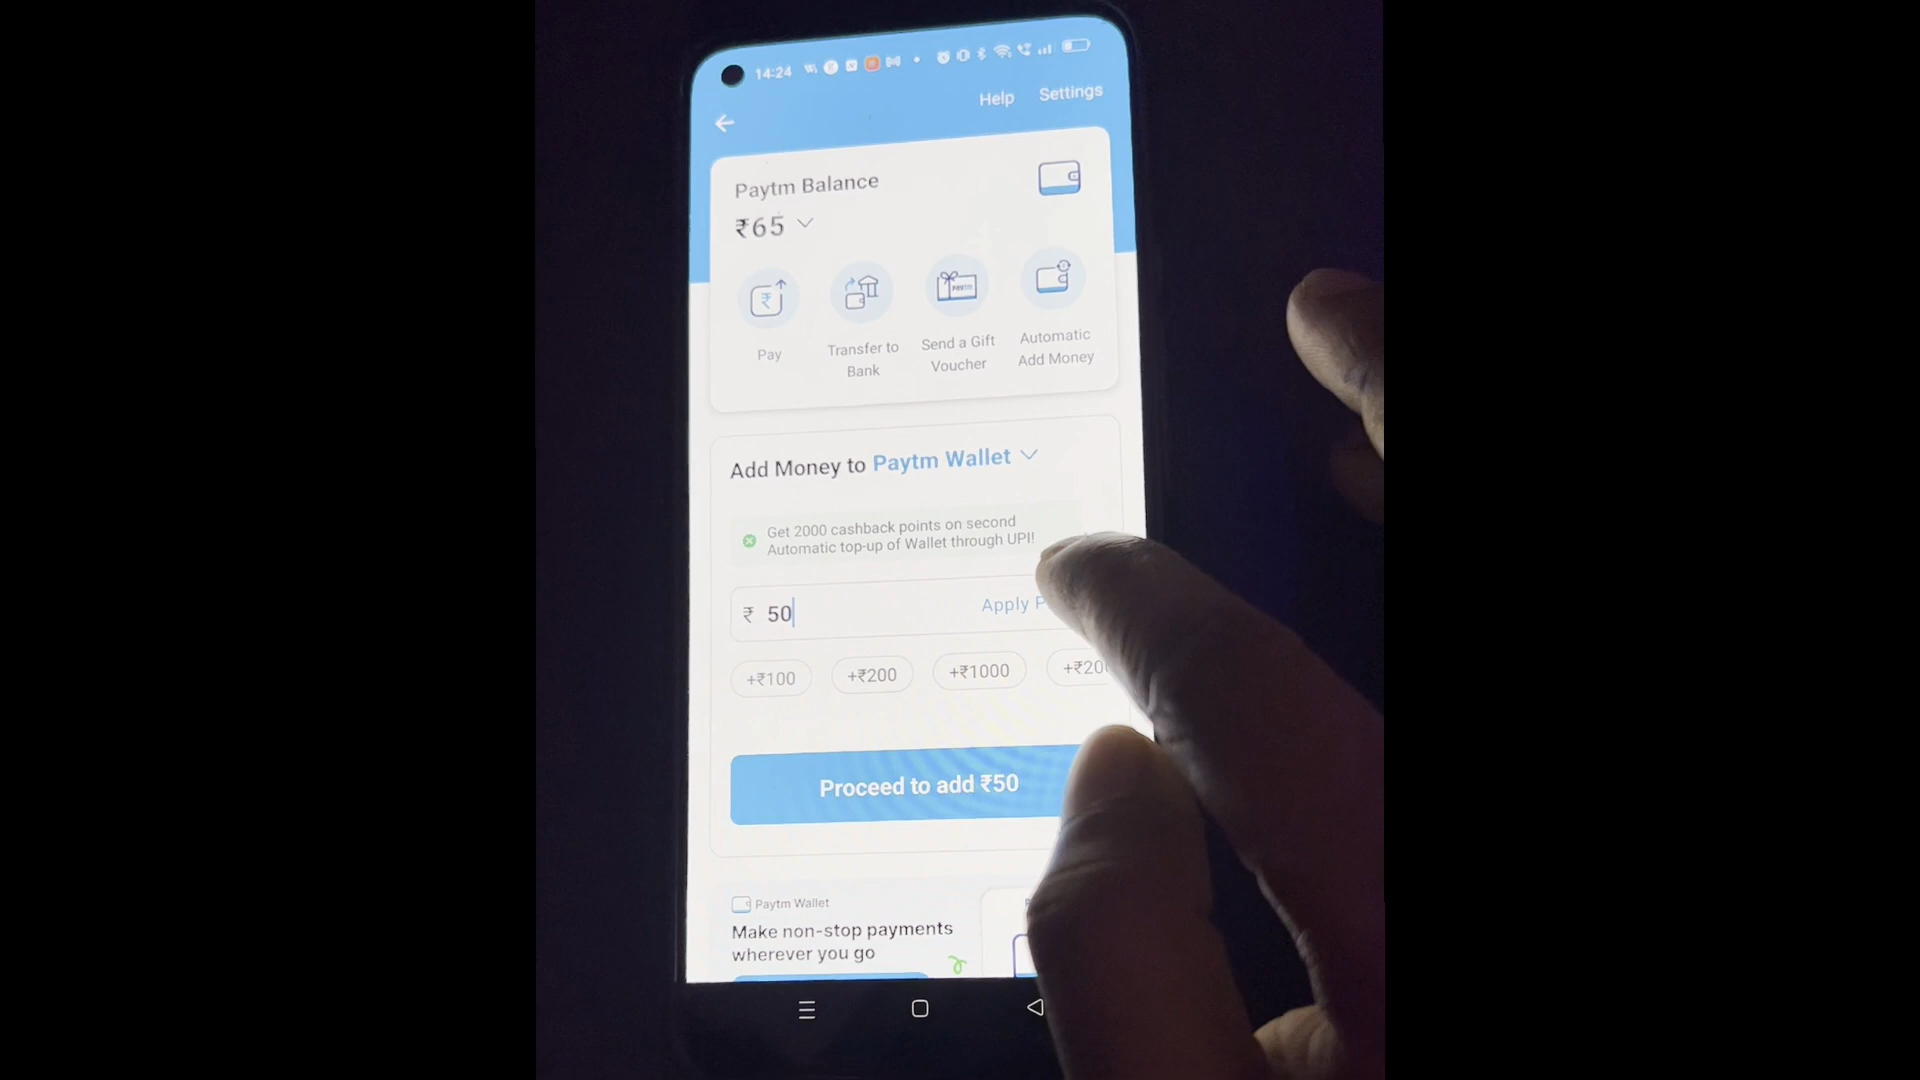 14:24
Help Settings
Paytm Balance
₹65
Pay
Transfer to
Bank
Send a Gift
Voucher
Automatic
Add Money
Add Money to Paytm Wallet
Get 2000 cashback points on second
Automatic top-up of Wallet through UPI!
₹ 50
Apply
+₹100 +₹200 +₹1000
Proceed to add ₹50
Paytm Wallet
Make non-stop payments
wherever you go